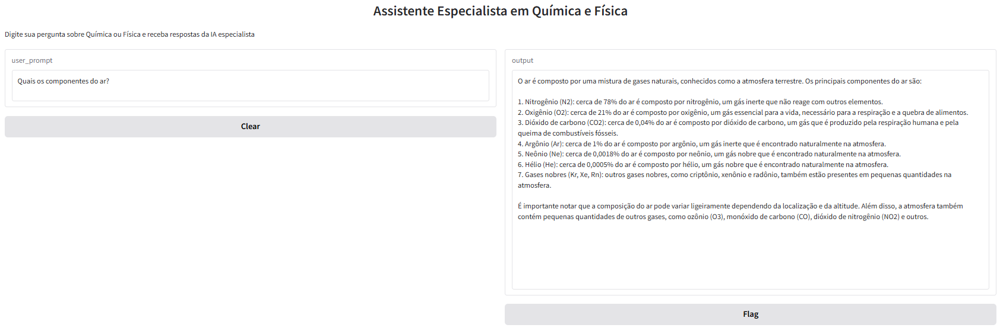 Assistente Especialista em Química e Física
Digite sua pergunta sobre Química ou Física e receba respostas da IA especialista
user_prompt
Quais os componentes do ar?
Clear
output
O ar é composto por uma mistura de gases naturais, conhecidos como a atmosfera terrestre. Os principais componentes do ar são:
1. Nitrogênio (N2): cerca de 78% do ar é composto por nitrogênio, um gás inerte que não reage com outros elementos.
2. Oxigênio (O2): cerca de 21% do ar é composto por oxigênio, um gás essencial para a vida, necessário para a respiração e a quebra de alimentos.
3. Dióxido de carbono (CO2): cerca de 0,04% do ar é composto por dióxido de carbono, um gás que é produzido pela respiração humana e pela
queima de combustíveis fósseis.
4. Argônio (Ar): cerca de 1% do ar é composto por argônio, um gás inerte que é encontrado naturalmente na atmosfera.
5. Neônio (Ne): cerca de 0,0018% do ar é composto por neônio, um gás nobre que é encontrado naturalmente na atmosfera.
6. Hélio (He): cerca de 0,0005% do ar é composto por hélio, um gás nobre que é encontrado naturalmente na atmosfera.
7. Gases nobres (Kr, Xe, Rn): outros gases nobres, como criptônio, xenônio e radônio, também estão presentes em pequenas quantidades na
atmosfera.
É importante notar que a composição do ar pode variar ligeiramente dependendo da localização e da altitude. Além disso, a atmosfera também
contém pequenas quantidades de outros gases, como ozônio (O3), monóxido de carbono (CO), dióxido de nitrogênio (NO2) e outros.
Flag